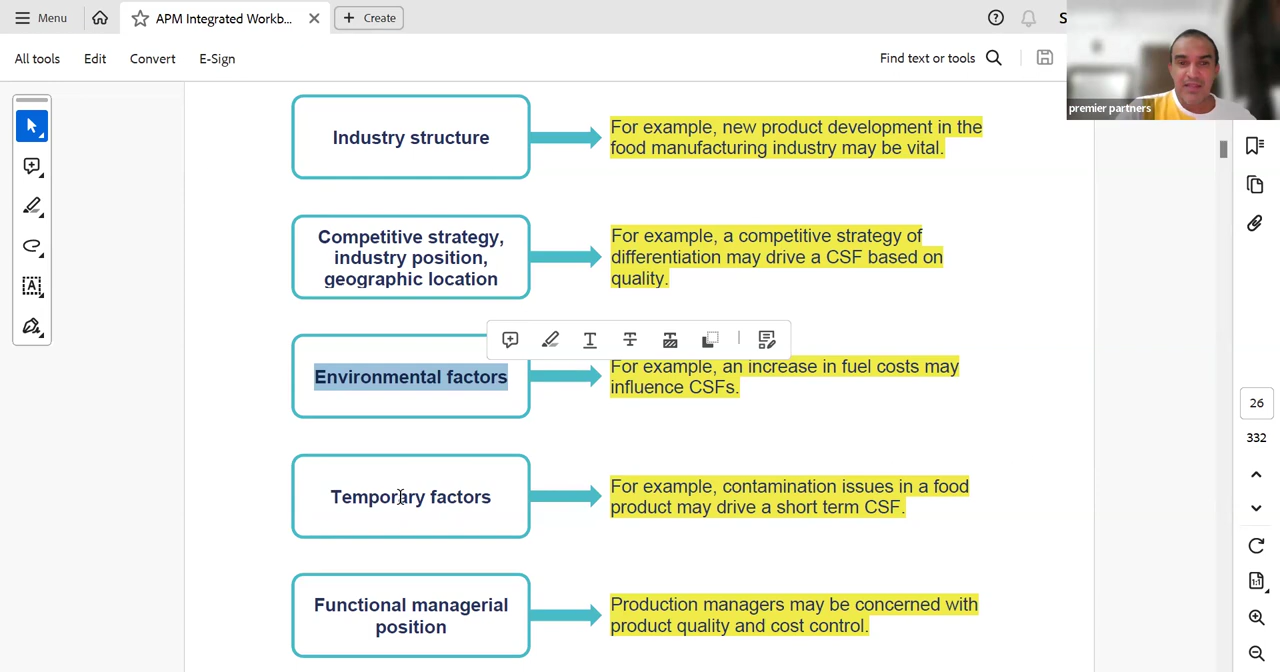 Menu
APM Integrated Workb...
Create
S
All tools
Edit
Convert
E-Sign
Find text or tools
premier partners
Industry structure
For example, new product development in the
food manufacturing industry may be vital.
Competitive strategy,
industry position,
geographic location
For example, a competitive strategy of
differentiation may drive a CSF based on
quality.
Environmental factors
For example, an increase in fuel costs may
influence CSFs.
Temporary factors
For example, contamination issues in a food
product may drive a short term CSF.
Functional managerial
position
Production managers may be concerned with
product quality and cost control.
26
332